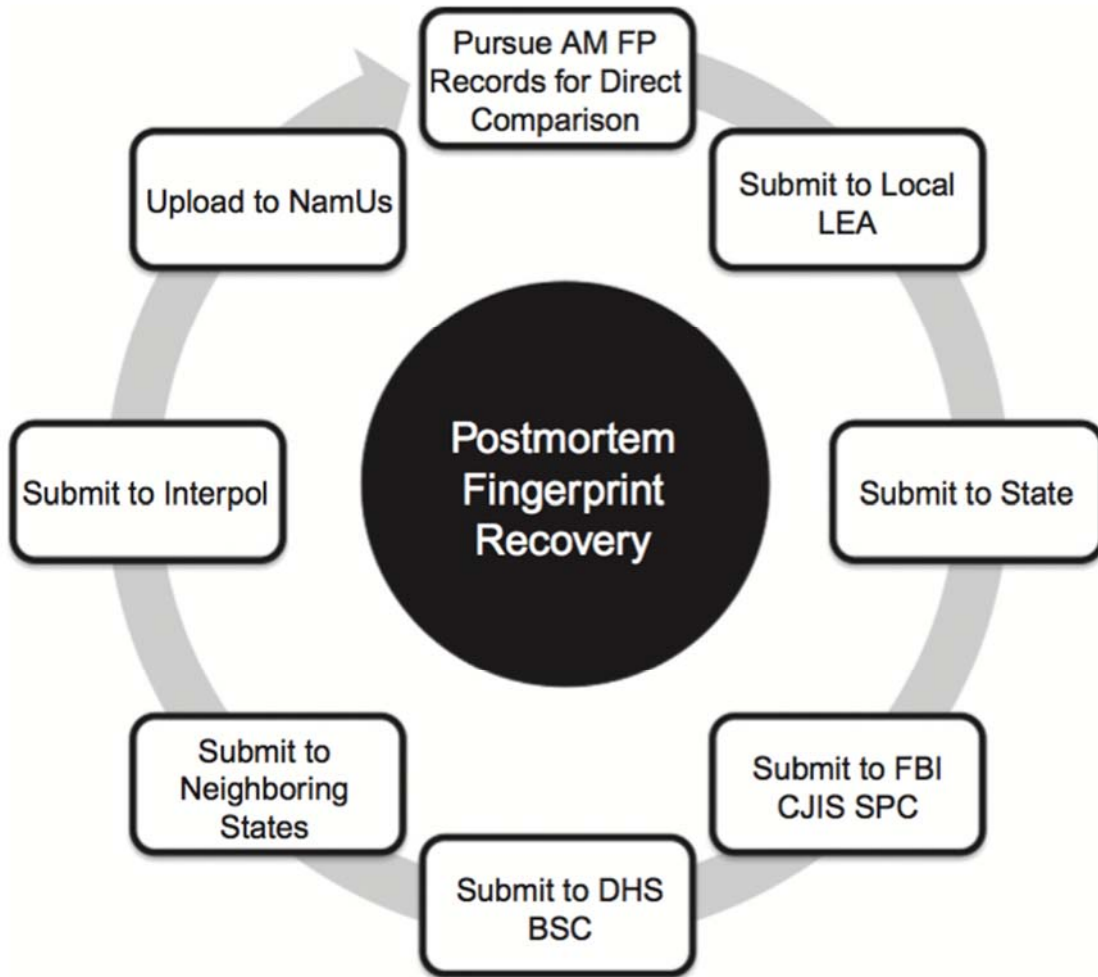 Pursue AM FP
Records for Direct
Comparison
Submit to Local
LEA
Submit to State
Submit to FBI
CJIS SPC
Submit to DHS
BSC
Submit to
Neighboring
States
Submit to Interpol
Upload to NamUs
Postmortem
Fingerprint
Recovery